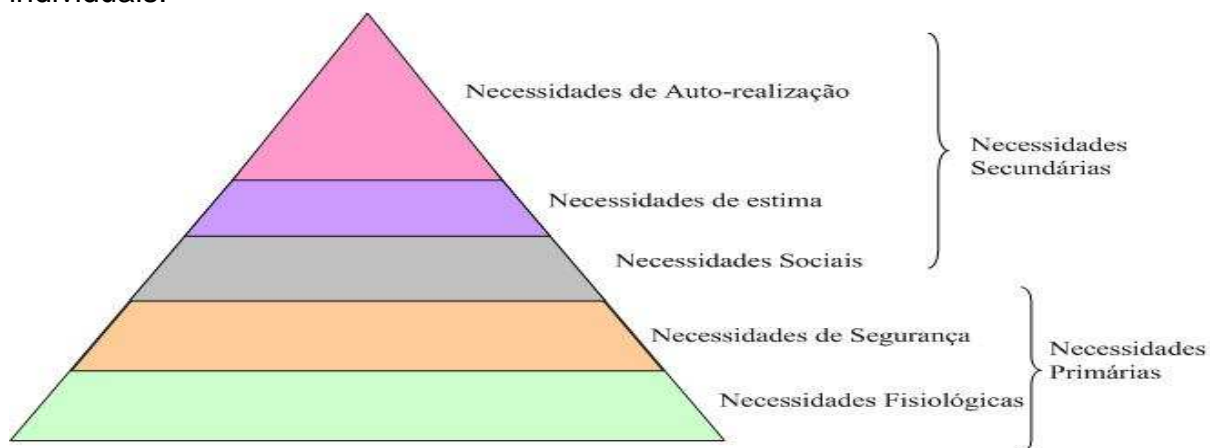 individuais.
Necessidades de Auto-realização
Necessidades
Secundárias
Necessidades de estima
Necessidades Sociais
Necessidades de Segurança
Necessidades
Primárias
Necessidades Fisiológicas